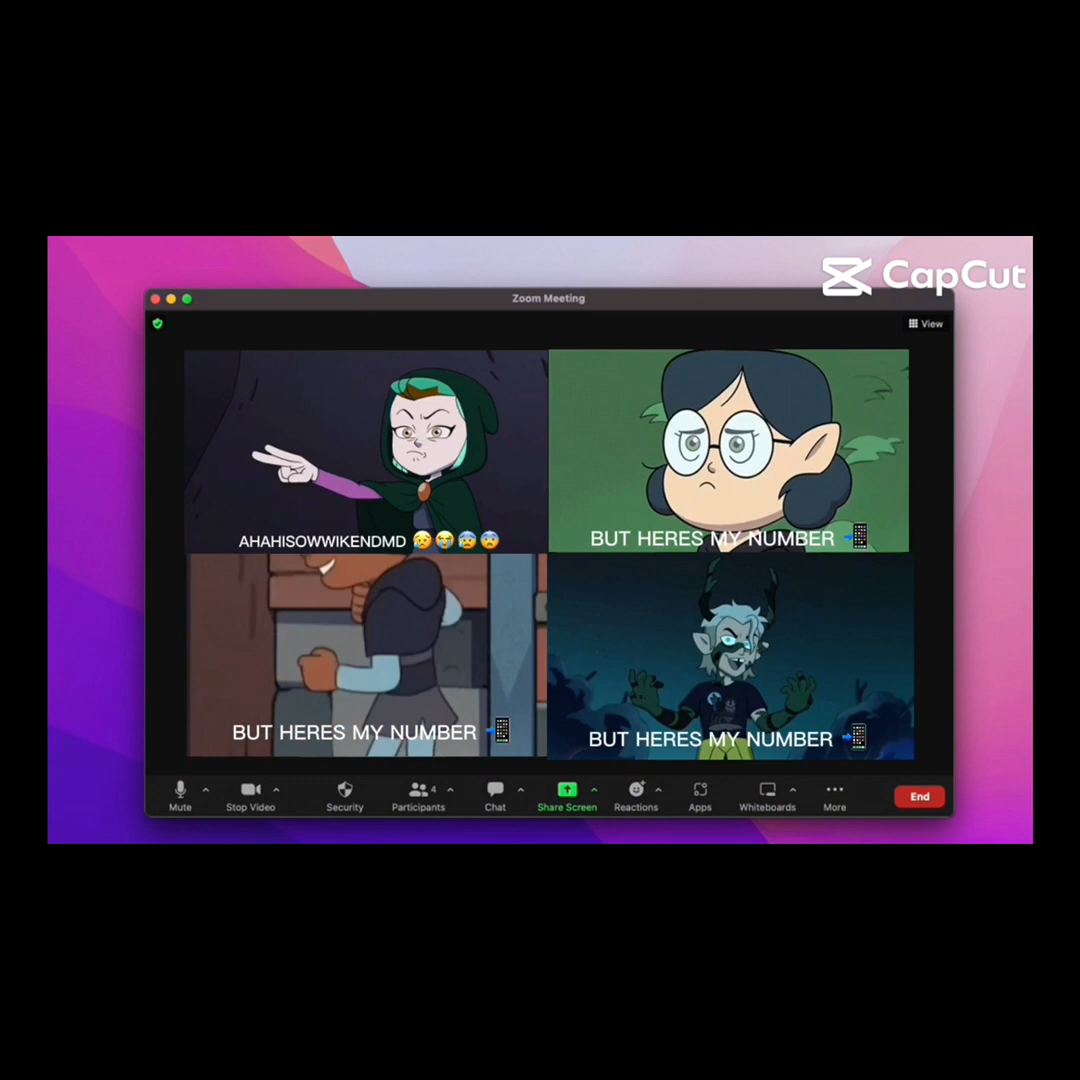 CapCut
Zoom Meeting
View
AHAHISOWWIKENDMD 😥😭😰😨
BUT HERES MY NUMBER 📲
BUT HERES MY NUMBER 📲
BUT HERES MY NUMBER 📲
Mute
Stop Video
Security
4
Participants
Chat
Share Screen
Reactions
Apps
Whiteboards
More
End